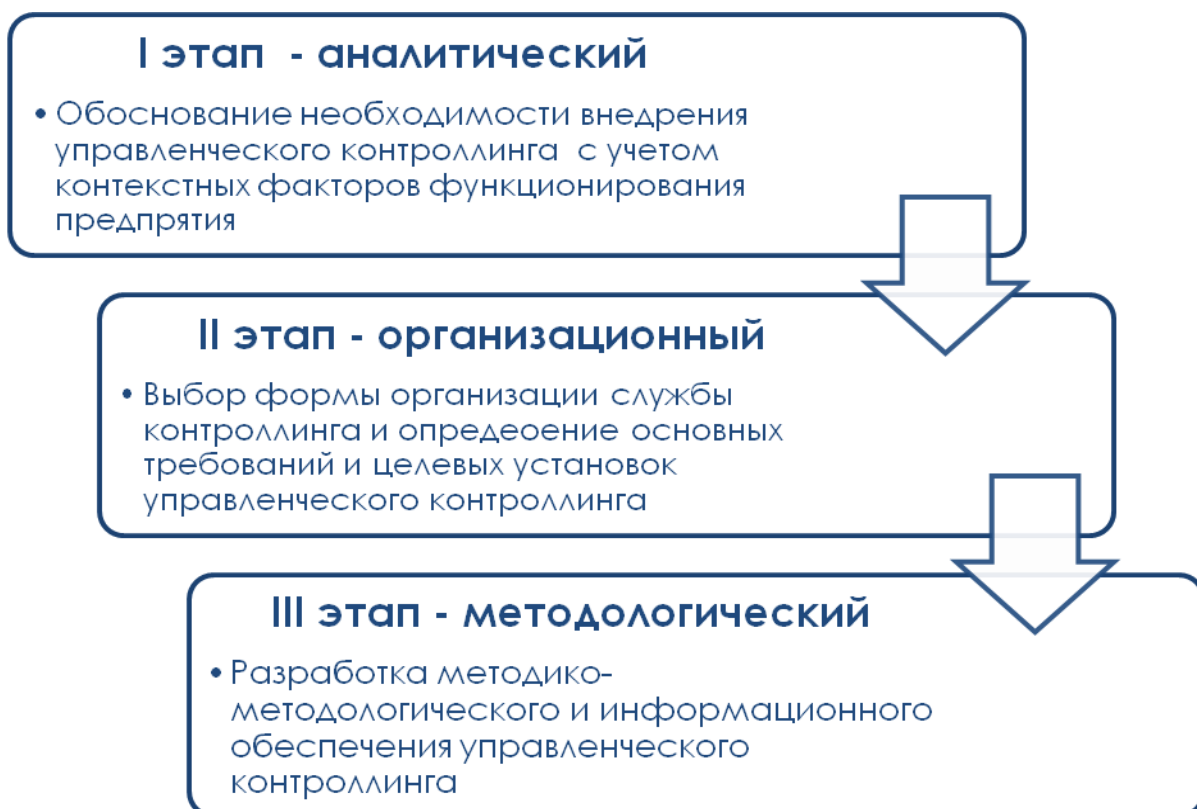 I этап - аналитический
• Обоснование необходимости внедрения
управленческого контроллинга с учетом
контекстных факторов функционирования
предпрятия
II этап - организационный
• Выбор формы организации службы
контроллинга и опредеоение основных
требований и целевых установок
управленческого контроллинга
III этап - методологический
• Разработка методико-
методологического и информационного
обеспечения управленческого
контроллинга